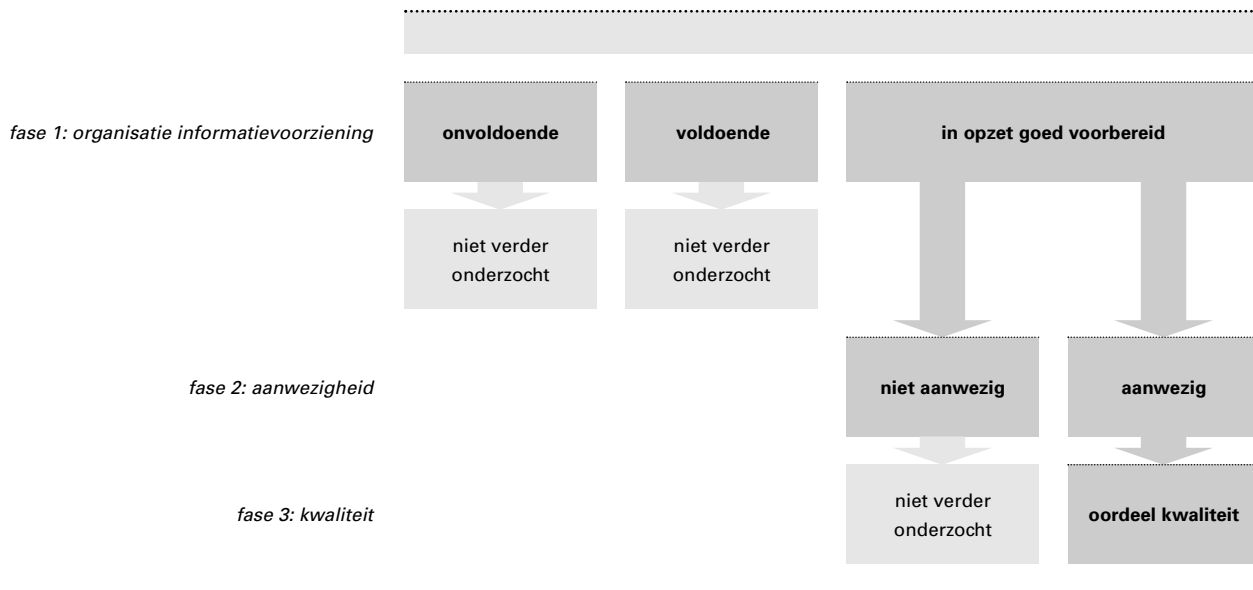 fase 1: organisatie informatievoorziening
onvoldoende
voldoende
in opzet goed voorbereid
niet verder
onderzocht
niet verder
onderzocht
fase 2: aanwezigheid
niet aanwezig
aanwezig
fase 3: kwaliteit
niet verder
onderzocht
oordeel kwaliteit